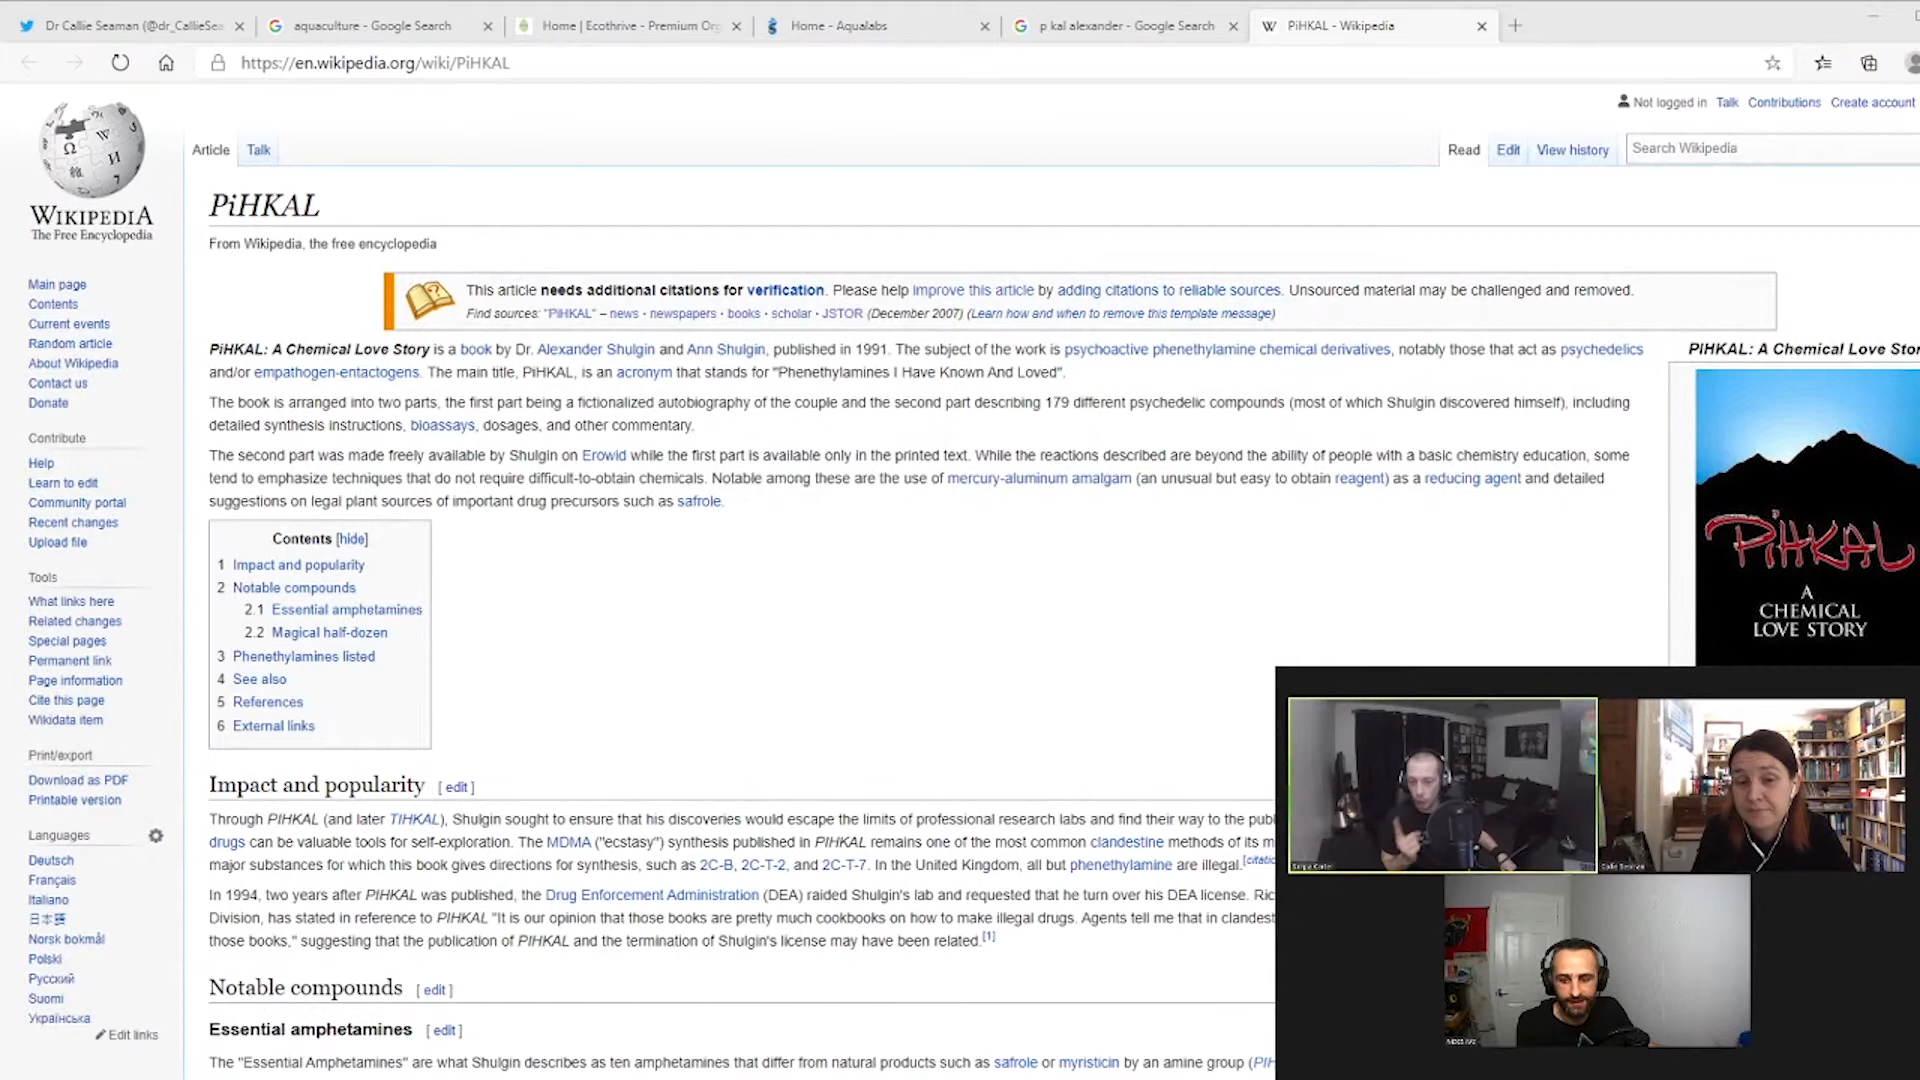 Dr Callie Seaman (@dr_CallieSea
aquaculture - Google Search
Home | Ecothrive - Premium Org
Home - Aqualabs
p kal alexander - Google Search
PiHKAL - Wikipedia
https://en.wikipedia.org/wiki/PiHKAL
Not logged in Talk Contributions Create account
Article Talk
Read Edit View history
Search Wikipedia
WIKIPEDIA
The Free Encyclopedia
Main page
Contents
Current events
Random article
About Wikipedia
Contact us
Donate
Contribute
Help
Learn to edit
Community portal
Recent changes
Upload file
Tools
What links here
Related changes
Special pages
Permanent link
Page information
Cite this page
Wikidata item
Print/export
Download as PDF
Printable version
Languages
Deutsch
Français
Italiano
日本語
Norsk bokmål
Polski
Русский
Suomi
Українська
Edit links
PiHKAL
From Wikipedia, the free encyclopedia
This article needs additional citations for verification. Please help improve this article by adding citations to reliable sources. Unsourced material may be challenged and removed.
Find sources: "PiHKAL" – news · newspapers · books · scholar · JSTOR (December 2007) (Learn how and when to remove this template message)
PiHKAL: A Chemical Love Story is a book by Dr. Alexander Shulgin and Ann Shulgin, published in 1991. The subject of the work is psychoactive phenethylamine chemical derivatives, notably those that act as psychedelics
and/or empathogen-entactogens. The main title, PiHKAL, is an acronym that stands for "Phenethylamines I Have Known And Loved".
The book is arranged into two parts, the first part being a fictionalized autobiography of the couple and the second part describing 179 different psychedelic compounds (most of which Shulgin discovered himself), including
detailed synthesis instructions, bioassays, dosages, and other commentary.
The second part was made freely available by Shulgin on Erowid while the first part is available only in the printed text. While the reactions described are beyond the ability of people with a basic chemistry education, some
tend to emphasize techniques that do not require difficult-to-obtain chemicals. Notable among these are the use of mercury-aluminum amalgam (an unusual but easy to obtain reagent) as a reducing agent and detailed
suggestions on legal plant sources of important drug precursors such as safrole.
PiHKAL: A Chemical Love Stor
PiHKAL
A
CHEMICAL
LOVE STORY
Contents [hide]
1 Impact and popularity
2 Notable compounds
2.1 Essential amphetamines
2.2 Magical half-dozen
3 Phenethylamines listed
4 See also
5 References
6 External links
Impact and popularity [ edit ]
Through PIHKAL (and later TIHKAL), Shulgin sought to ensure that his discoveries would escape the limits of professional research labs and find their way to the publ
drugs can be valuable tools for self-exploration. The MDMA ("ecstasy") synthesis published in PIHKAL remains one of the most common clandestine methods of its m
major substances for which this book gives directions for synthesis, such as 2C-B, 2C-T-2, and 2C-T-7. In the United Kingdom, all but phenethylamine are illegal.[citatio
In 1994, two years after PIHKAL was published, the Drug Enforcement Administration (DEA) raided Shulgin's lab and requested that he turn over his DEA license. Ric
Division, has stated in reference to PIHKAL "It is our opinion that those books are pretty much cookbooks on how to make illegal drugs. Agents tell me that in clandest
those books," suggesting that the publication of PIHKAL and the termination of Shulgin's license may have been related.[1]
Notable compounds [ edit ]
Essential amphetamines [ edit ]
The "Essential Amphetamines" are what Shulgin describes as ten amphetamines that differ from natural products such as safrole or myristicin by an amine group (PIH
Callie Seaman